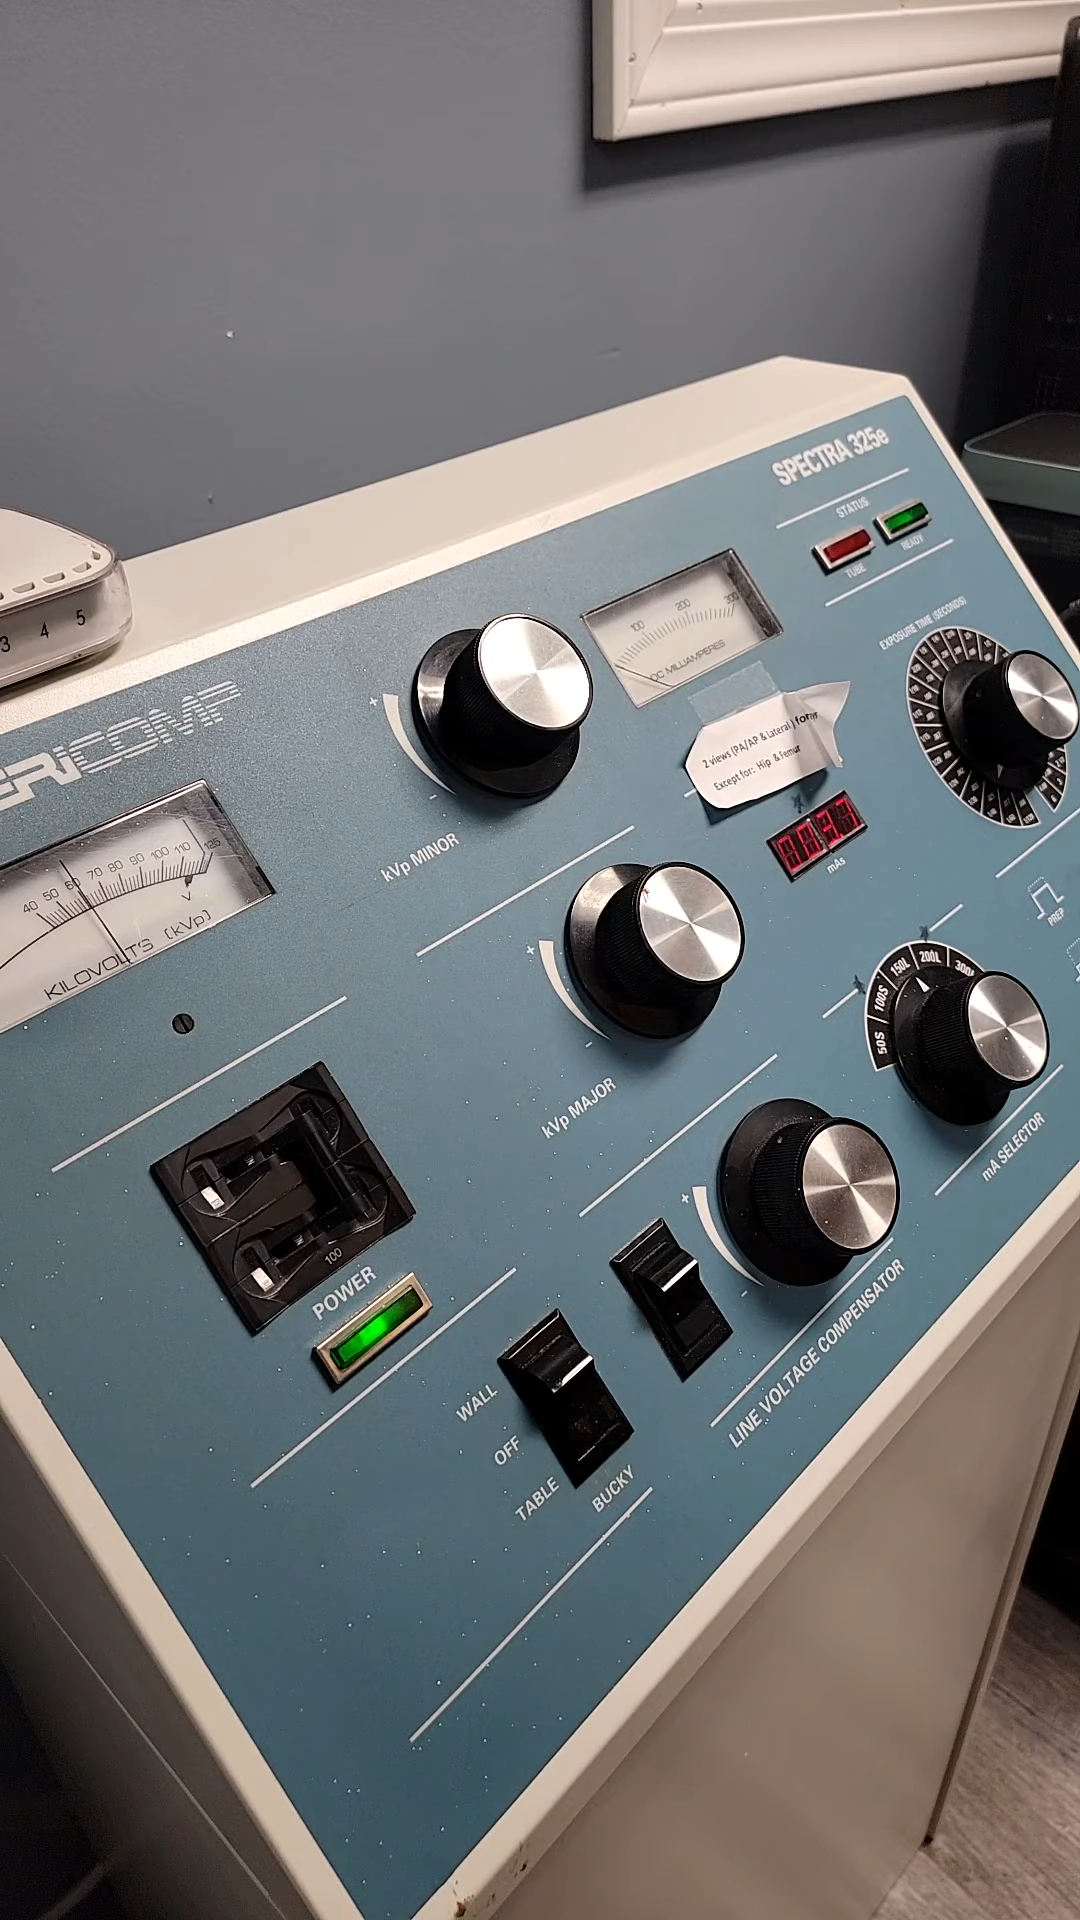 SPECTRA 325e
STATUS
TUBE
READY
3 4 5
ERICOMP
100 200 300
DC MILLIAMPERES
EXPOSURE TIME (SECONDS)
2 views (PA/AP & lateral) for
Except for: Hip & Femur
mAs
+
-
kVp MINOR
40 50 60 70 80 90 100 110 125
V
KILOVOLTS (kVp)
+
-
kVp MAJOR
PREP
50S 100S 150L 200L 300L
mA SELECTOR
100
POWER
+
-
LINE VOLTAGE COMPENSATOR
WALL
OFF
TABLE
BUCKY